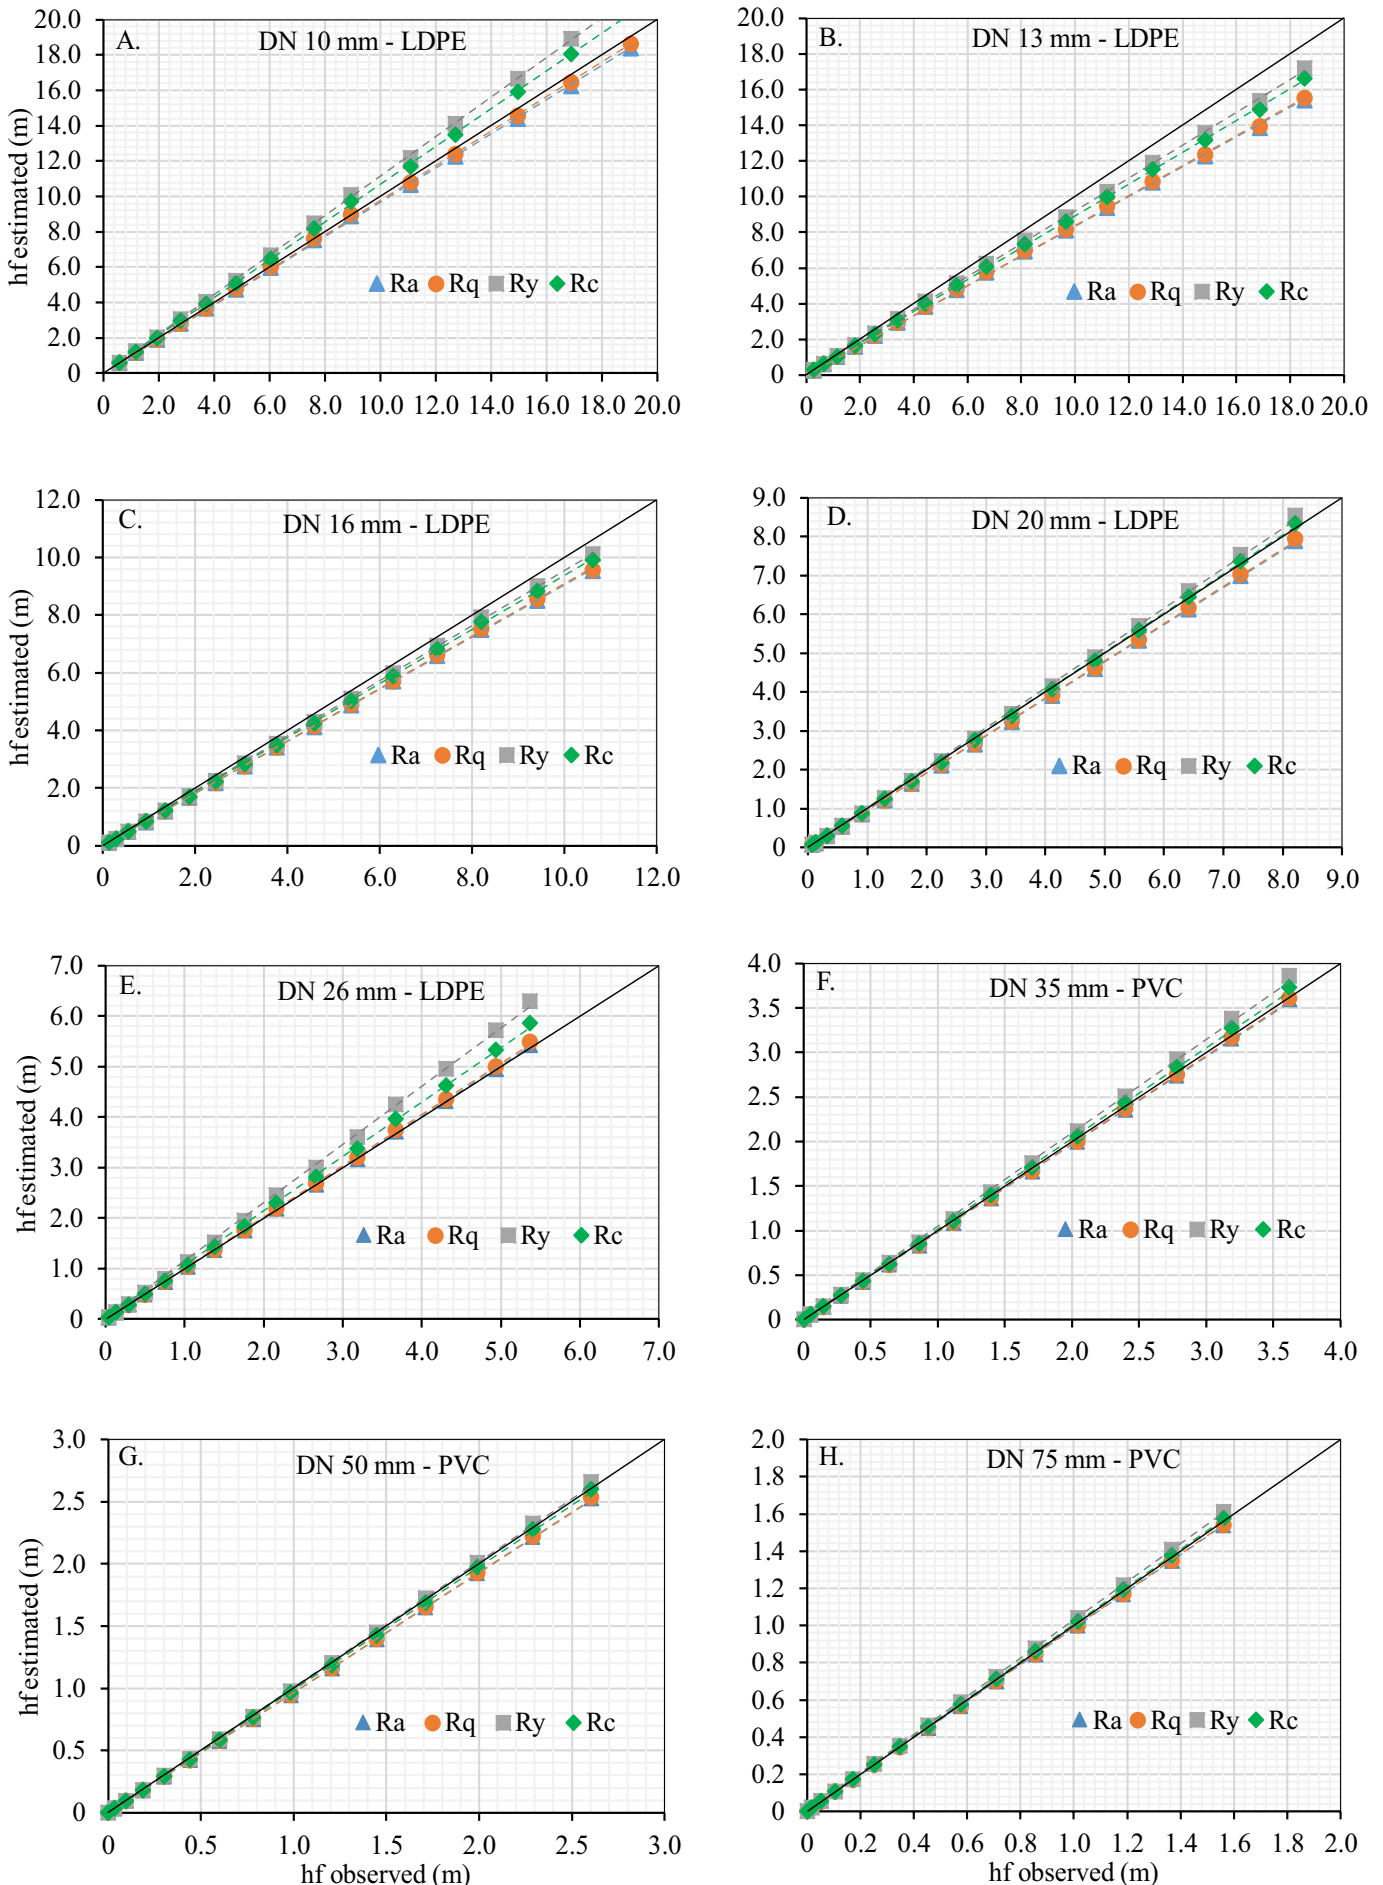 A. DN 10 mm - LDPE
hf estimated (m)
20.0
18.0
16.0
14.0
12.0
10.0
8.0
6.0
4.0
2.0
0
Ra Rq Ry Rc
0 2.0 4.0 6.0 8.0 10.0 12.0 14.0 16.0 18.0 20.0
B. DN 13 mm - LDPE
20.0
18.0
16.0
14.0
12.0
10.0
8.0
6.0
4.0
2.0
0
Ra Rq Ry Rc
0 2.0 4.0 6.0 8.0 10.0 12.0 14.0 16.0 18.0 20.0
C. DN 16 mm - LDPE
hf estimated (m)
12.0
10.0
8.0
6.0
4.0
2.0
0
Ra Rq Ry Rc
0 2.0 4.0 6.0 8.0 10.0 12.0
D. DN 20 mm - LDPE
9.0
8.0
7.0
6.0
5.0
4.0
3.0
2.0
1.0
0
Ra Rq Ry Rc
0 1.0 2.0 3.0 4.0 5.0 6.0 7.0 8.0 9.0
E. DN 26 mm - LDPE
hf estimated (m)
7.0
6.0
5.0
4.0
3.0
2.0
1.0
0
Ra Rq Ry Rc
0 1.0 2.0 3.0 4.0 5.0 6.0 7.0
F. DN 35 mm - PVC
4.0
3.5
3.0
2.5
2.0
1.5
1.0
0.5
0
Ra Rq Ry Rc
0 0.5 1.0 1.5 2.0 2.5 3.0 3.5 4.0
G. DN 50 mm - PVC
hf estimated (m)
3.0
2.5
2.0
1.5
1.0
0.5
0
Ra Rq Ry Rc
0 0.5 1.0 1.5 2.0 2.5 3.0
hf observed (m)
H. DN 75 mm - PVC
2.0
1.8
1.6
1.4
1.2
1.0
0.8
0.6
0.4
0.2
0
Ra Rq Ry Rc
0 0.2 0.4 0.6 0.8 1.0 1.2 1.4 1.6 1.8 2.0
hf observed (m)